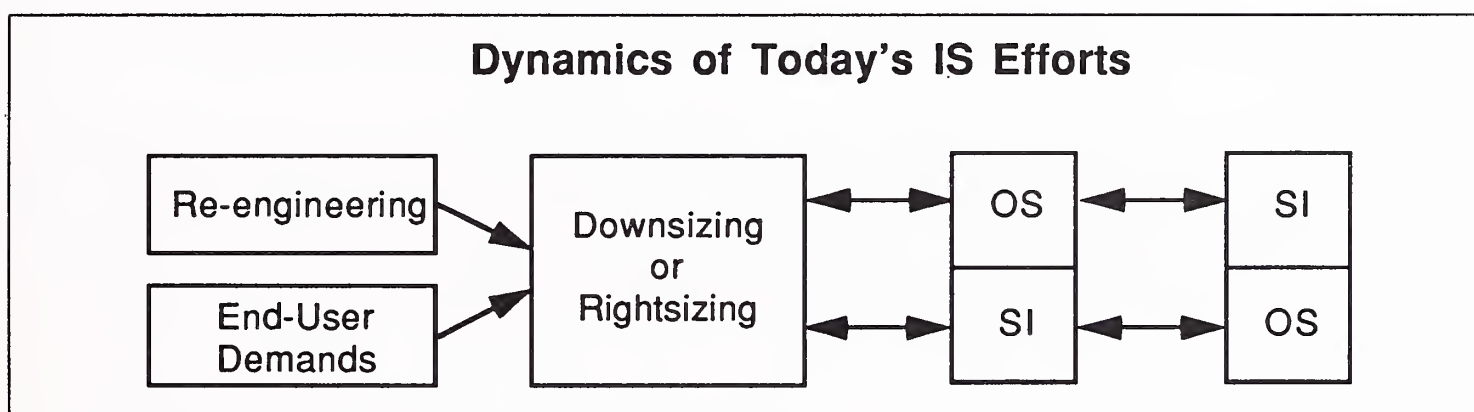 Dynamics of Today's IS Efforts
Re-engineering
End-User
Demands
Downsizing
or
Rightsizing
OS
SI
SI
OS